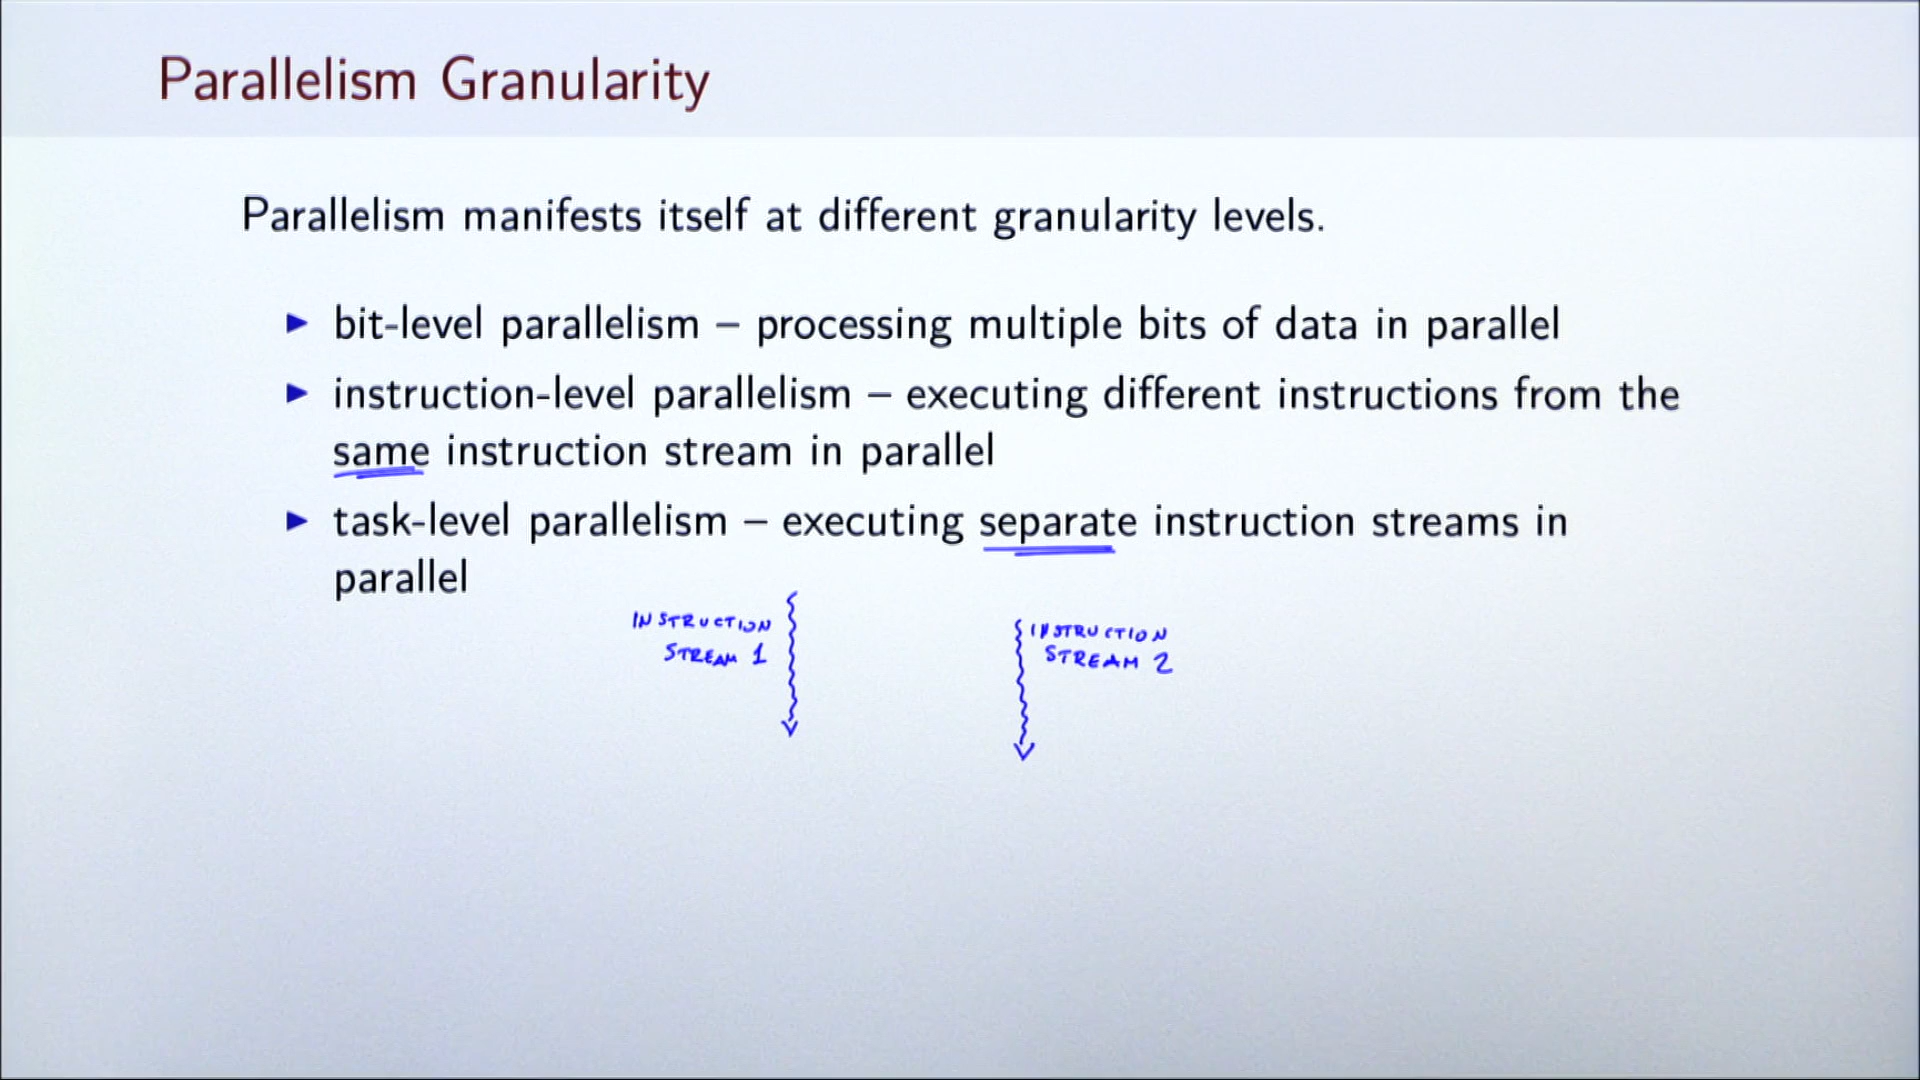 Parallelism Granularity
Parallelism manifests itself at different granularity levels.
bit-level parallelism – processing multiple bits of data in parallel
instruction-level parallelism – executing different instructions from the
same instruction stream in parallel
task-level parallelism – executing separate instruction streams in
parallel
INSTRUCTION
STREAM 1
INSTRUCTION
STREAM 2